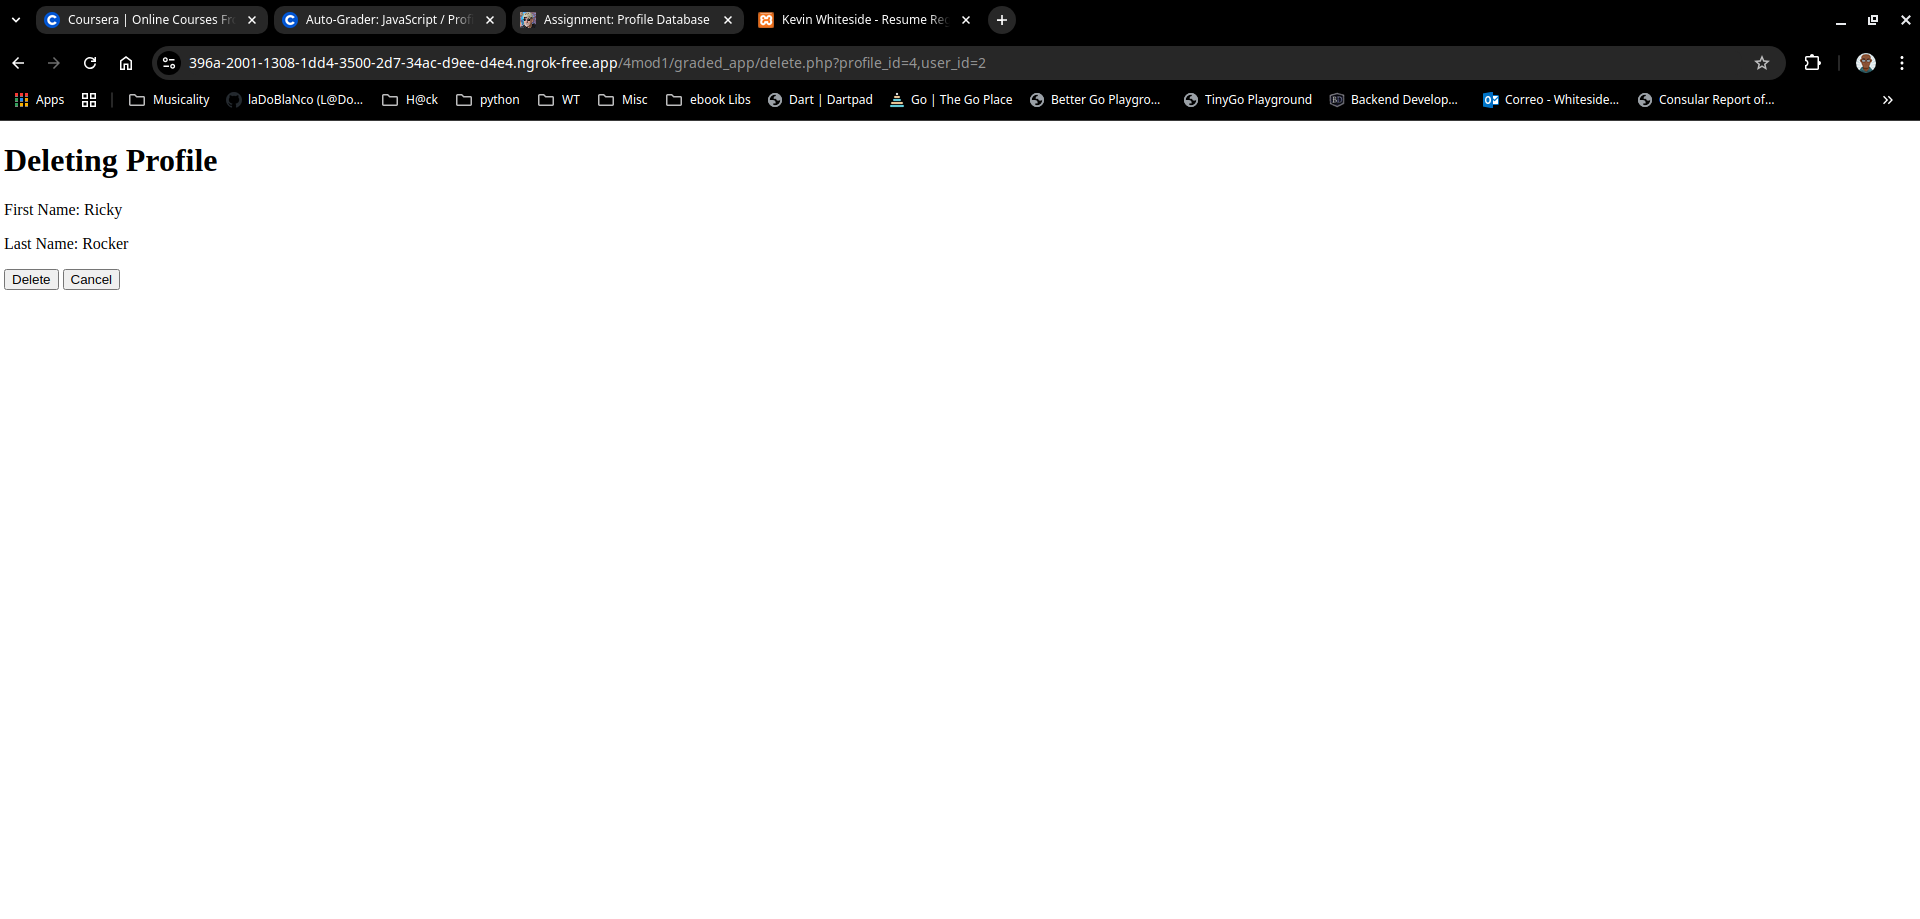 Coursera | Online Courses Fr
Auto-Grader: JavaScript / Prof
Assignment: Profile Database
Kevin Whiteside - Resume Reg
396a-2001-1308-1dd4-3500-2d7-34ac-d9ee-d4e4.ngrok-free.app/4mod1/graded_app/delete.php?profile_id=4,user_id=2
Apps Musicality laDoBlaNco (L@Do... H@ck python WT Misc ebook Libs Dart | Dartpad Go | The Go Place Better Go Playgro... TinyGo Playground Backend Develop... Correo - Whiteside... Consular Report of... »
Deleting Profile
First Name: Ricky
Last Name: Rocker
Delete Cancel